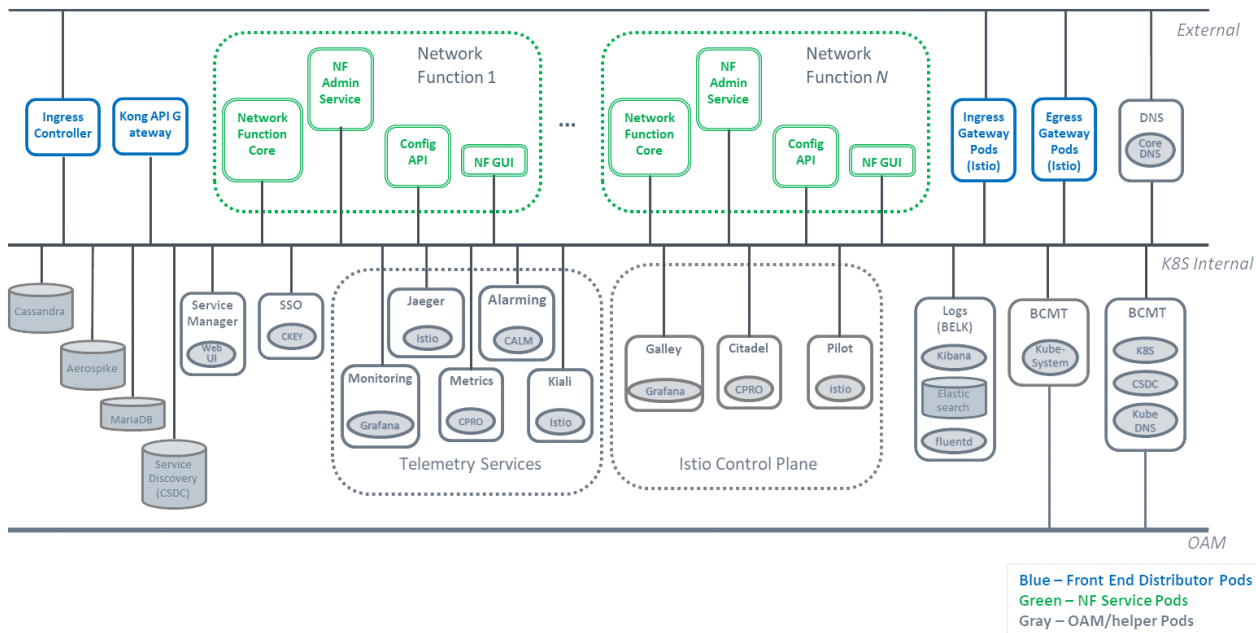 External
Network
Function 1
NF
Admin
Service
Network
Function Core
Config
API
NF GUI
...
Network
Function N
NF
Admin
Service
Network
Function
Core
Config
API
NF GUI
Ingress
Controller
Kong API G
ateway
Ingress
Gateway
Pods
(Istio)
Egress
Gateway
Pods
(Istio)
DNS
Core
DNS
K8S Internal
Cassandra
Aerospike
MariaDB
Service
Discovery
(CSDC)
Service
Manager
Web
UI
SSO
CKEY
Jaeger
Istio
Alarming
CALM
Monitoring
Grafana
Metrics
CPRO
Kiali
Istio
Telemetry Services
Galley
Grafana
Citadel
CPRO
Pilot
istio
Istio Control Plane
Logs
(BELK)
Kibana
Elastic
search
fluentd
BCMT
Kube-
System
BCMT
K8S
CSDC
Kube
DNS
OAM
Blue – Front End Distributor Pods
Green – NF Service Pods
Gray – OAM/helper Pods